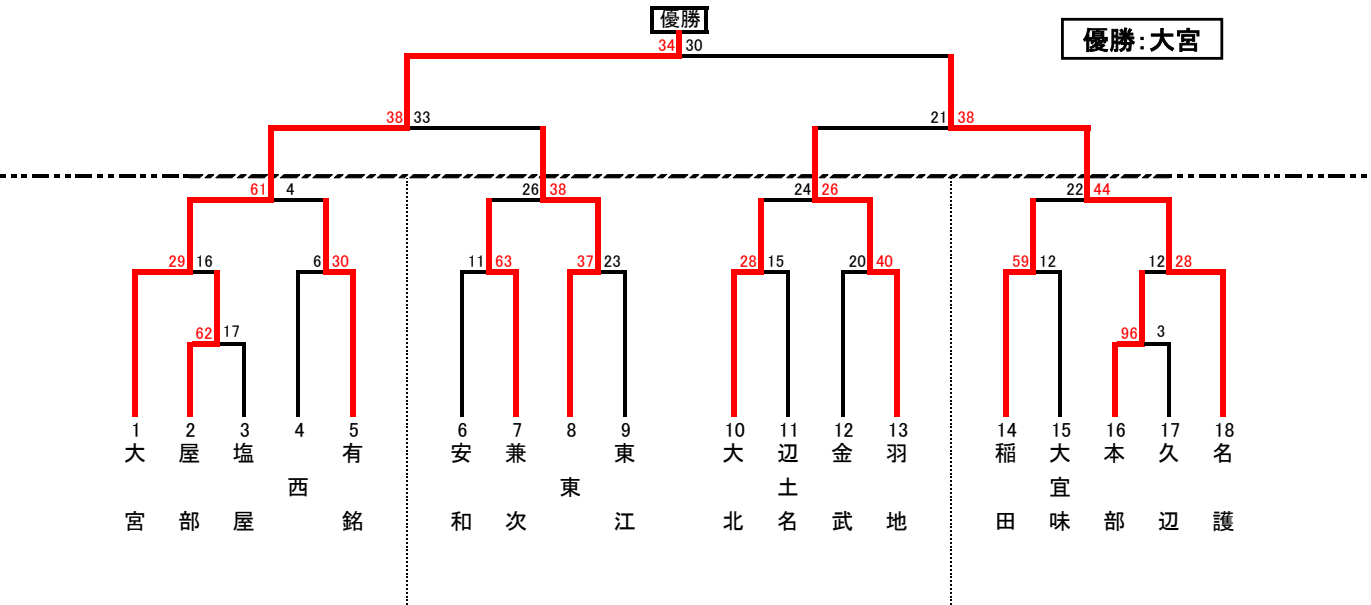 優勝
優勝:大宮
34 30
38 33
21 38
61 4
26 38
24 26
22 44
29 16
6 30
11 63
37 23
28 15
20 40
59 12
12 28
62 17
96 3
1 大宮
2 屋部
3 塩屋
4 西
5 有銘
6 安和
7 兼次
8 東
9 東江
10 大北
11 辺土名
12 金武
13 羽地
14 稲田
15 大宜味
16 本部
17 久辺
18 名護